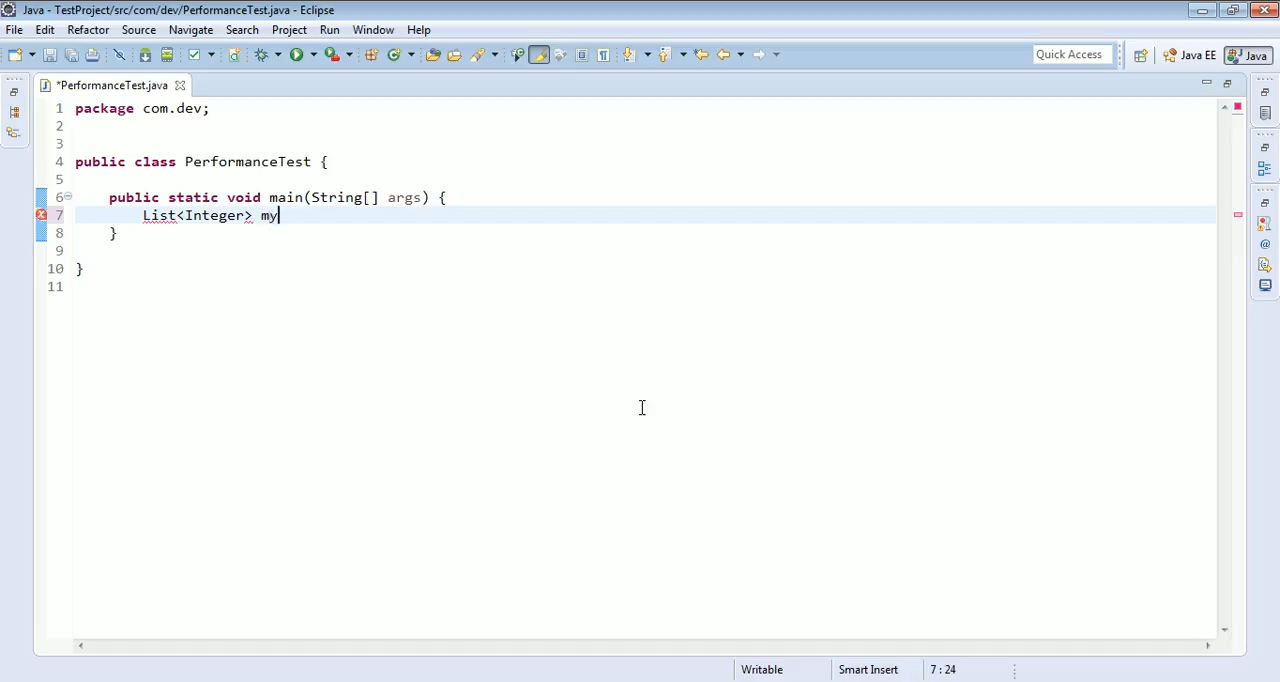 Java - TestProject/src/com/dev/PerformanceTest.java - Eclipse
File Edit Refactor Source Navigate Search Project Run Window Help
Quick Access Java EE Java
*PerformanceTest.java
1 package com.dev;
2
3
4 public class PerformanceTest {
5
6 public static void main(String[] args) {
7 List<Integer> my
8 }
9
10 }
11
Writable Smart Insert 7 : 24